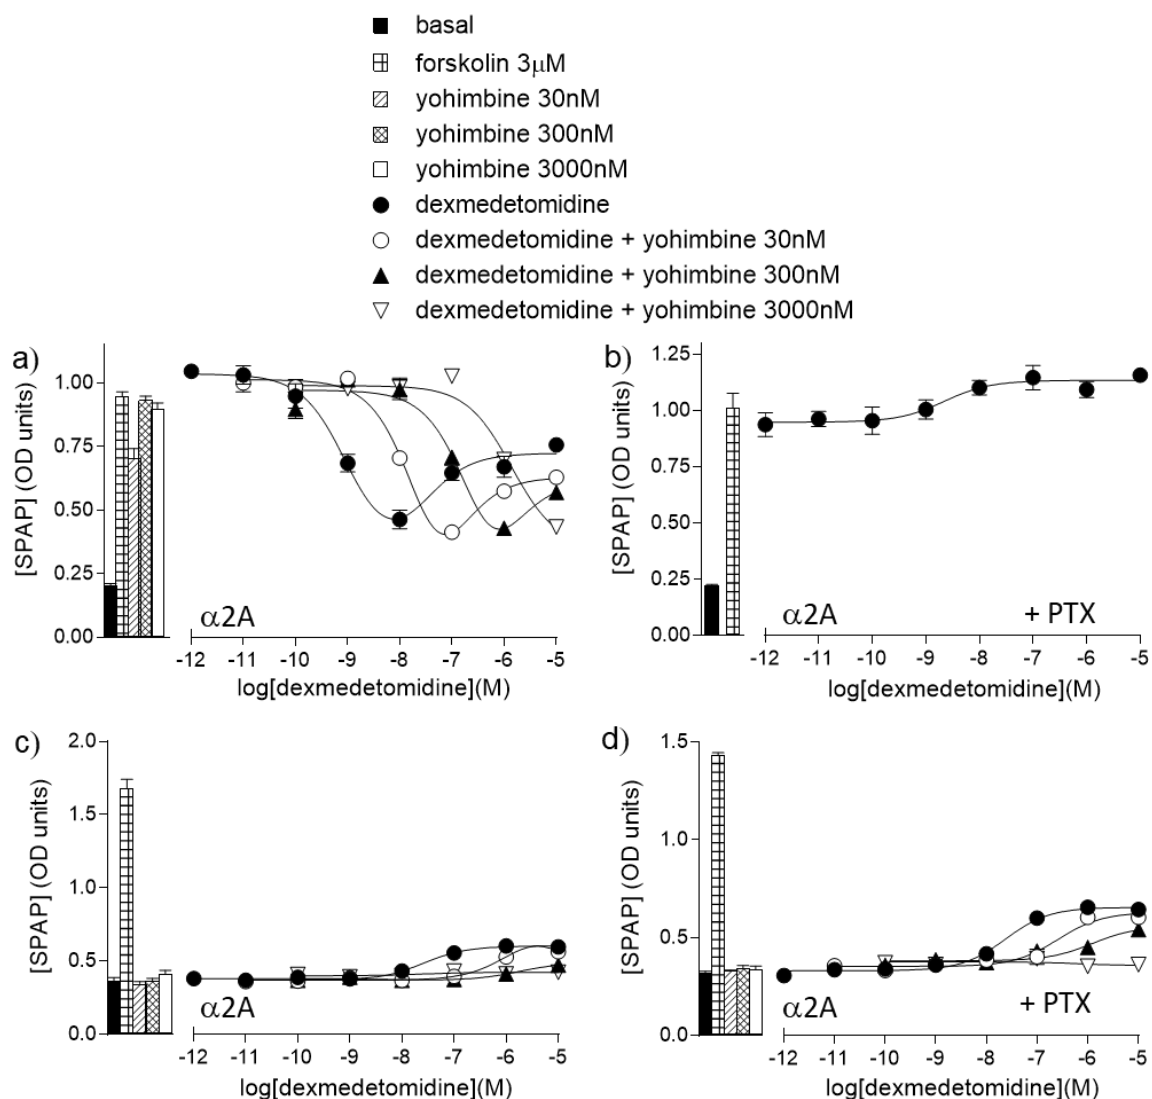 basal
forskolin 3μM
yohimbine 30nM
yohimbine 300nM
yohimbine 3000nM
dexmedetomidine
dexmedetomidine + yohimbine 30nM
dexmedetomidine + yohimbine 300nM
dexmedetomidine + yohimbine 3000nM
a)
[SPAP] (OD units)
1.00
0.75
0.50
0.25
0.00
α2A
-12 -11 -10 -9 -8 -7 -6 -5
log[dexmedetomidine](M)
b)
[SPAP] (OD units)
1.25
1.00
0.75
0.50
0.25
0.00
α2A + PTX
-12 -11 -10 -9 -8 -7 -6 -5
log[dexmedetomidine](M)
c)
[SPAP] (OD units)
2.0
1.5
1.0
0.5
0.0
α2A
-12 -11 -10 -9 -8 -7 -6 -5
log[dexmedetomidine](M)
d)
[SPAP] (OD units)
1.5
1.0
0.5
0.0
α2A + PTX
-12 -11 -10 -9 -8 -7 -6 -5
log[dexmedetomidine](M)